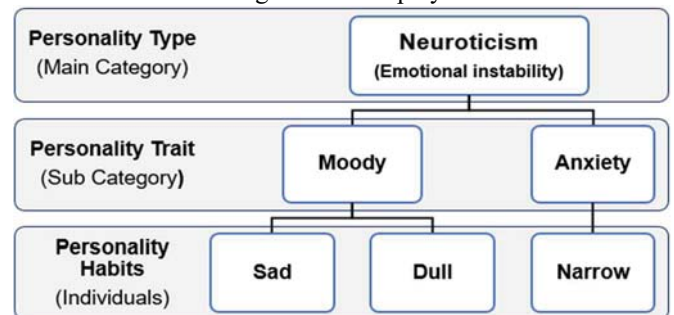 Personality Type
(Main Category)
Neuroticism
(Emotional instability)
Personality Trait
(Sub Category)
Moody
Anxiety
Personality
Habits
(Individuals)
Sad
Dull
Narrow